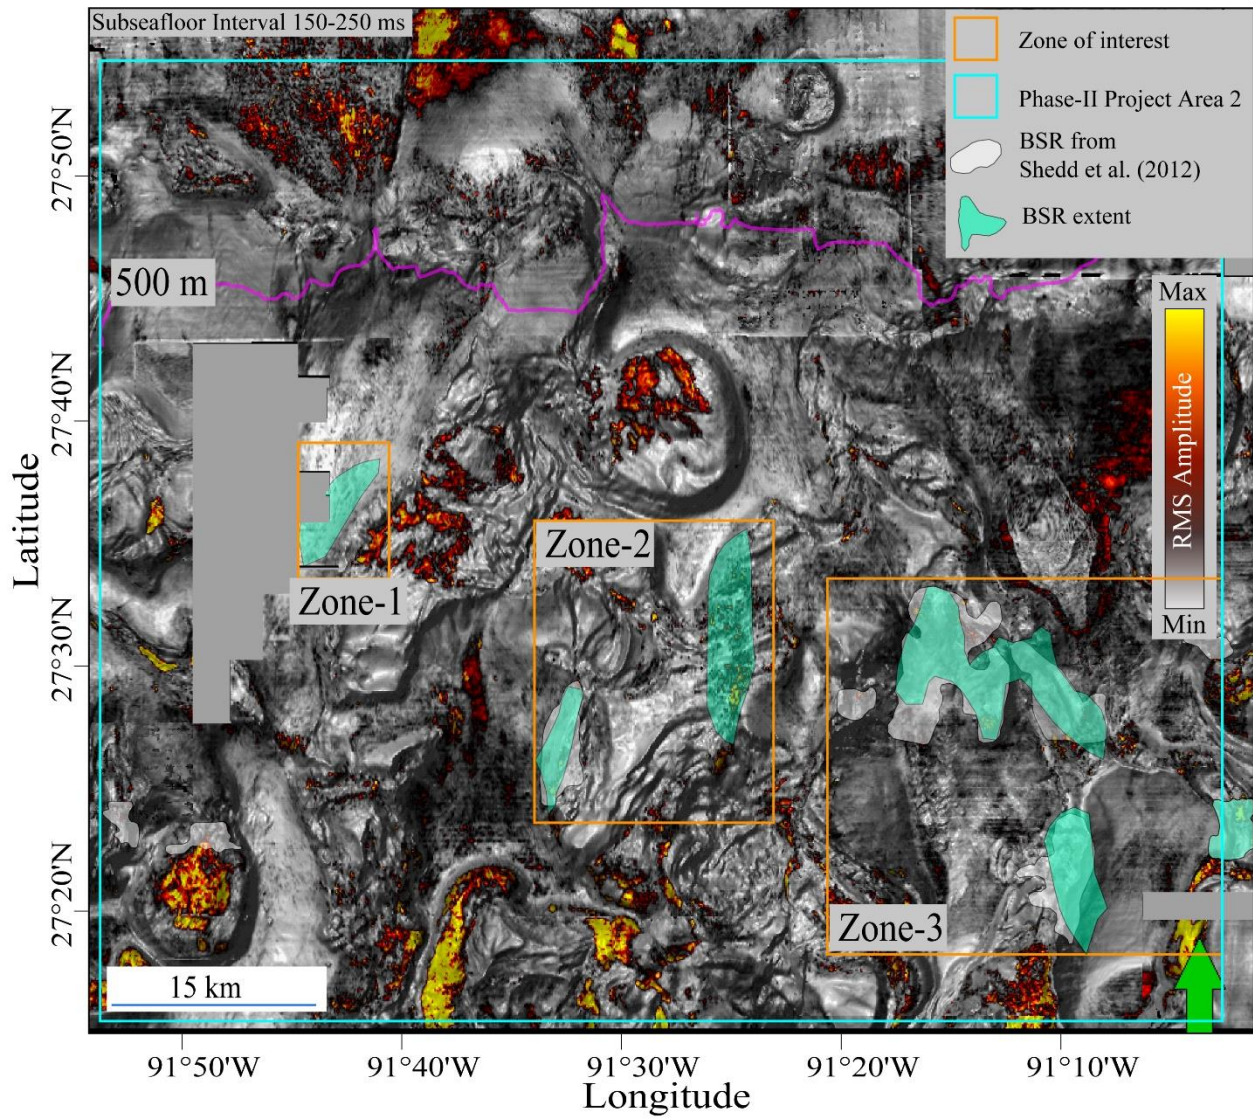 Subseafloor Interval 150-250 ms
Zone of interest
Phase-II Project Area 2
BSR from
Shedd et al. (2012)
BSR extent
500 m
Max
RMS Amplitude
Min
Zone-1
Zone-2
Zone-3
15 km
27°50'N
27°40'N
27°30'N
27°20'N
Latitude
91°50'W
91°40'W
91°30'W
91°20'W
91°10'W
Longitude